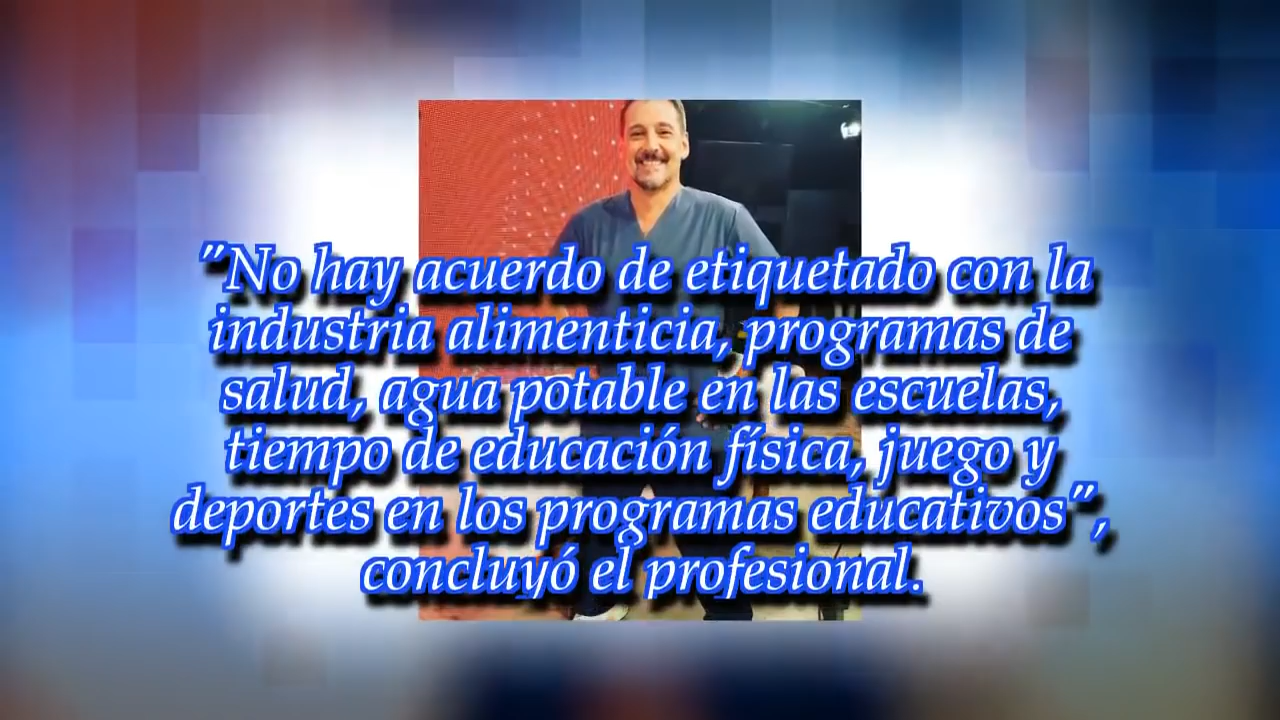 "No hay acuerdo de etiquetado con la
industria alimenticia, programas de
salud, agua potable en las escuelas,
tiempo de educación física, juego y
deportes en los programas educativos",
concluyó el profesional.